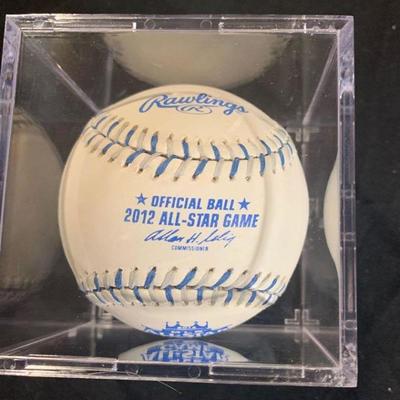 Rawlings
R
★ OFFICIAL BALL ★
2012 ALL-STAR GAME
Allan H. Selig
COMMISSIONER